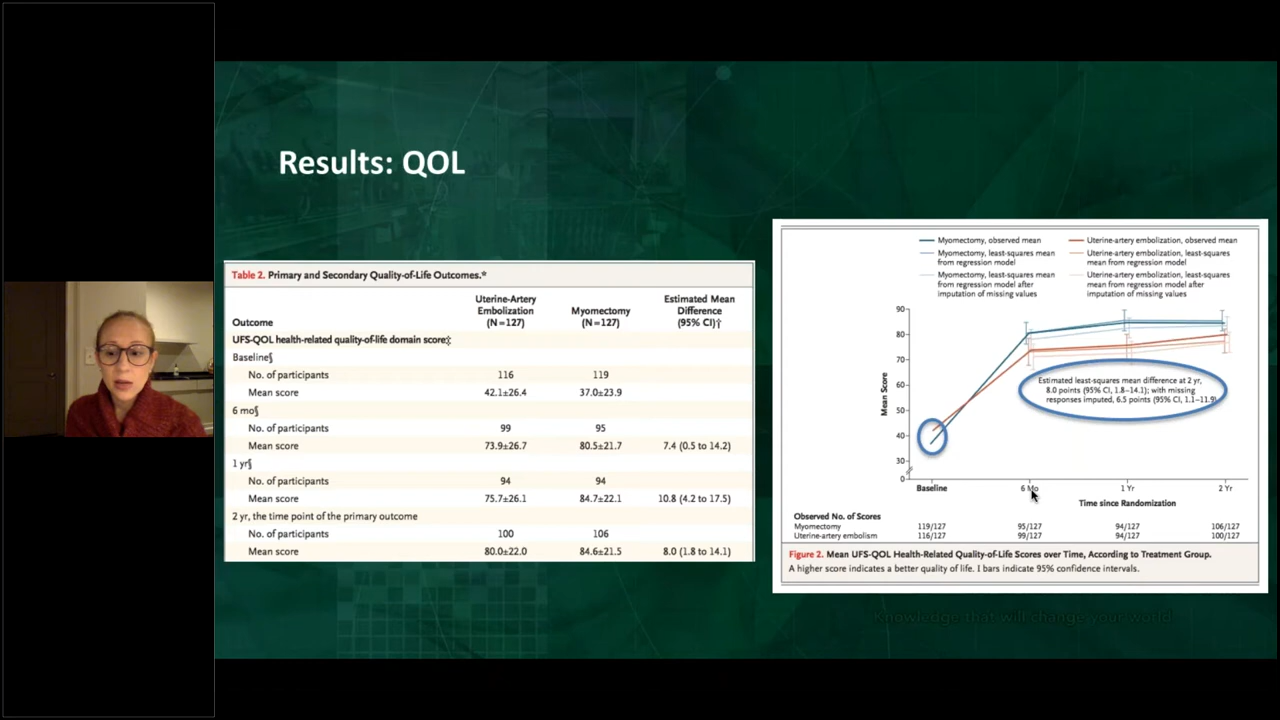 Results: QOL
Table 2. Primary and Secondary Quality-of-Life Outcomes.*
Outcome
Uterine-Artery
Embolization
(N=127)
Myomectomy
(N=127)
Estimated Mean
Difference
(95% CI)†
UFS-QOL health-related quality-of-life domain score‡
Baseline§
No. of participants 116 119
Mean score 42.1±26.4 37.0±23.9
6 mo§
No. of participants 99 95
Mean score 73.9±26.7 80.5±21.7 7.4 (0.5 to 14.2)
1 yr§
No. of participants 94 94
Mean score 75.7±26.1 84.7±22.1 10.8 (4.2 to 17.5)
2 yr, the time point of the primary outcome
No. of participants 100 106
Mean score 80.0±22.0 84.6±21.5 8.0 (1.8 to 14.1)
Myomectomy, observed mean
Myomectomy, least-squares mean
from regression model
Myomectomy, least-squares mean
from regression model after
imputation of missing values
Uterine-artery embolization, observed mean
Uterine-artery embolization, least-squares
mean from regression model
Uterine-artery embolization, least-squares
mean from regression model after
imputation of missing values
Mean Score
90
80
70
60
50
40
30
0
Estimated least-squares mean difference at 2 yr,
8.0 points (95% CI, 1.8–14.1); with missing
responses imputed, 6.5 points (95% CI, 1.1–11.9)
Baseline 6 Mo 1 Yr 2 Yr
Time since Randomization
Observed No. of Scores
Myomectomy 119/127 95/127 94/127 106/127
Uterine-artery embolism 116/127 99/127 94/127 100/127
Figure 2. Mean UFS-QOL Health-Related Quality-of-Life Scores over Time, According to Treatment Group.
A higher score indicates a better quality of life. I bars indicate 95% confidence intervals.
Knowledge that will change your world